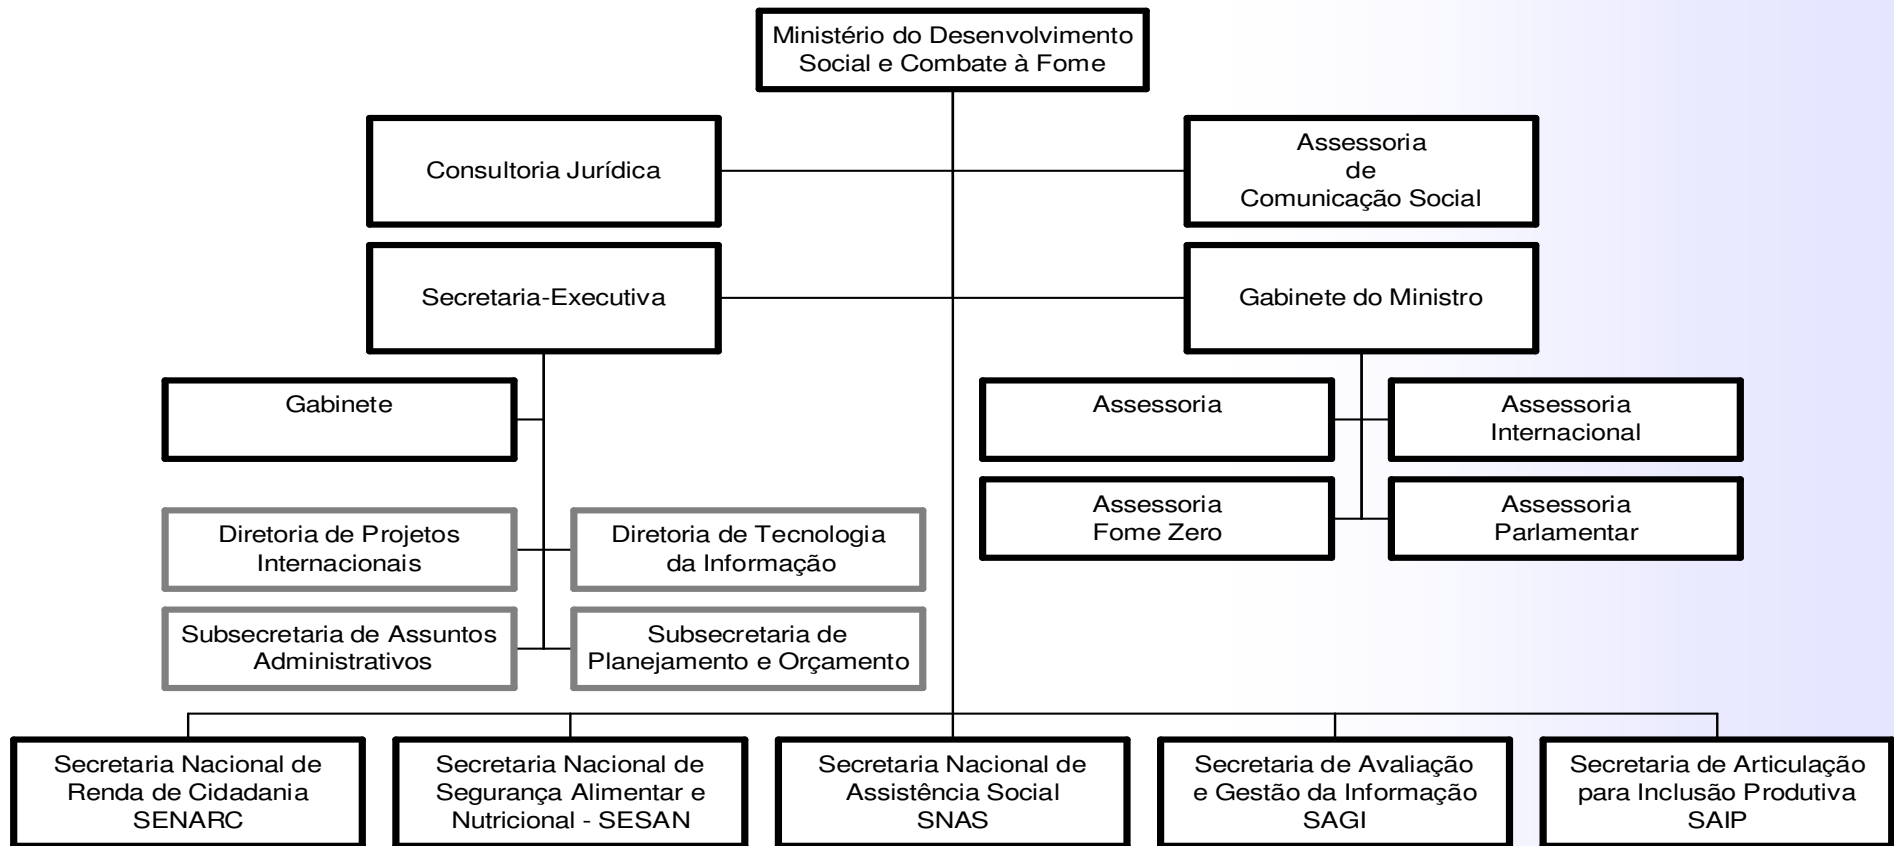 Ministério do Desenvolvimento
Social e Combate à Fome
Consultoria Jurídica
Assessoria
de
Comunicação Social
Secretaria-Executiva
Gabinete do Ministro
Gabinete
Assessoria
Assessoria
Internacional
Assessoria
Fome Zero
Assessoria
Parlamentar
Diretoria de Projetos
Internacionais
Diretoria de Tecnologia
da Informação
Subsecretaria de Assuntos
Administrativos
Subsecretaria de
Planejamento e Orçamento
Secretaria Nacional de
Renda de Cidadania
SENARC
Secretaria Nacional de
Segurança Alimentar e
Nutricional - SESAN
Secretaria Nacional de
Assistência Social
SNAS
Secretaria de Avaliação
e Gestão da Informação
SAGI
Secretaria de Articulação
para Inclusão Produtiva
SAIP